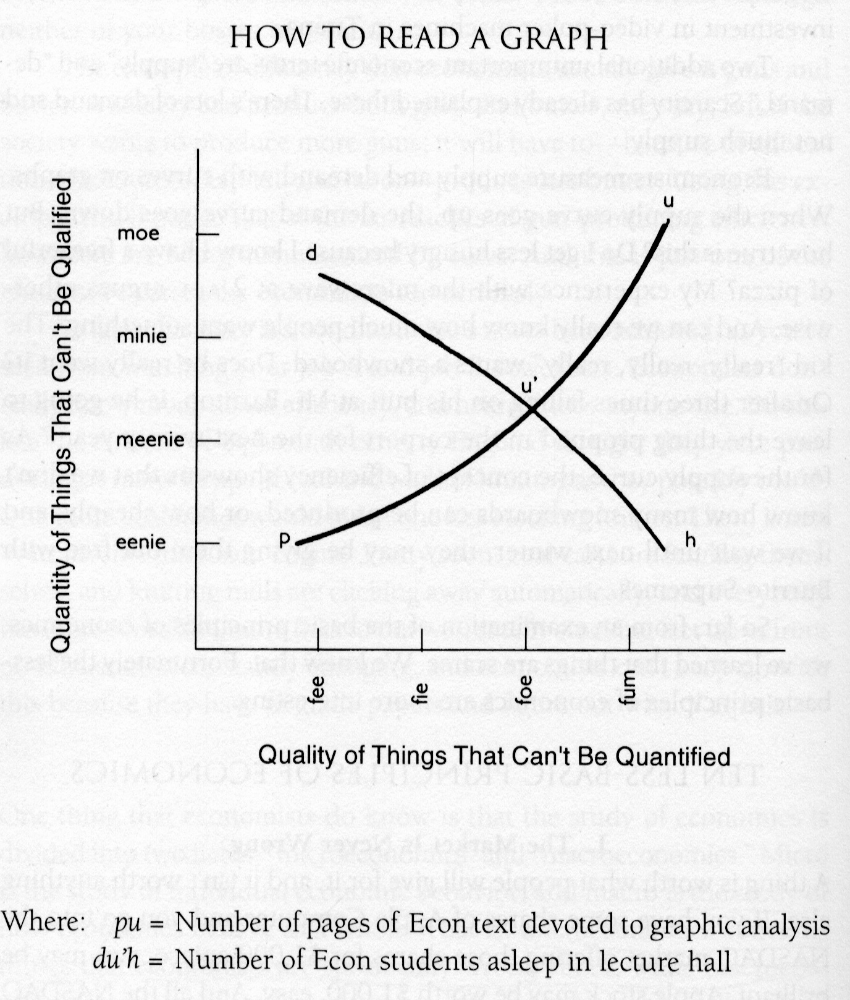 HOW TO READ A GRAPH
Quantity of Things That Can't Be Qualified
moe
minie
meenie
eenie
d
u
u'
p
h
fee
fie
foe
fum
Quality of Things That Can't Be Quantified
Where: pu = Number of pages of Econ text devoted to graphic analysis
du'h = Number of Econ students asleep in lecture hall